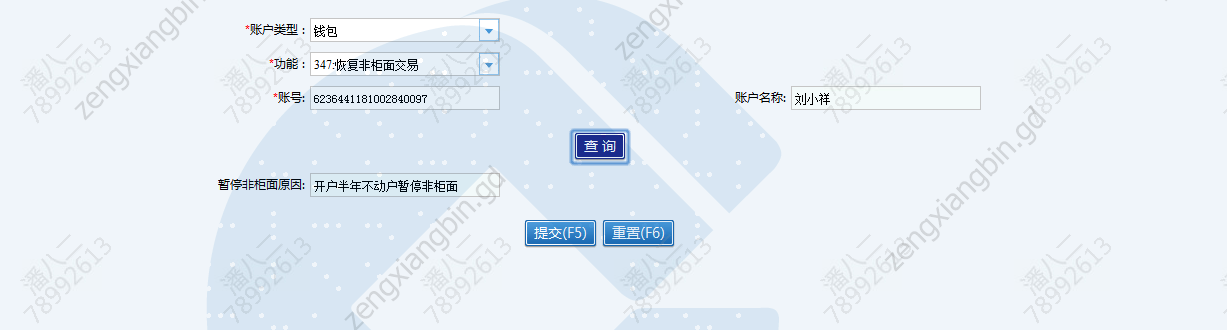 *账户类型： 钱包
*功能： 347:恢复非柜面交易
*账号: 6236441181002840097 账户名称: 刘小祥
查 询
暂停非柜面原因: 开户半年不动户暂停非柜面
提交(F5) 重置(F6)
潘八二
78992613
zengxiangbin.gd